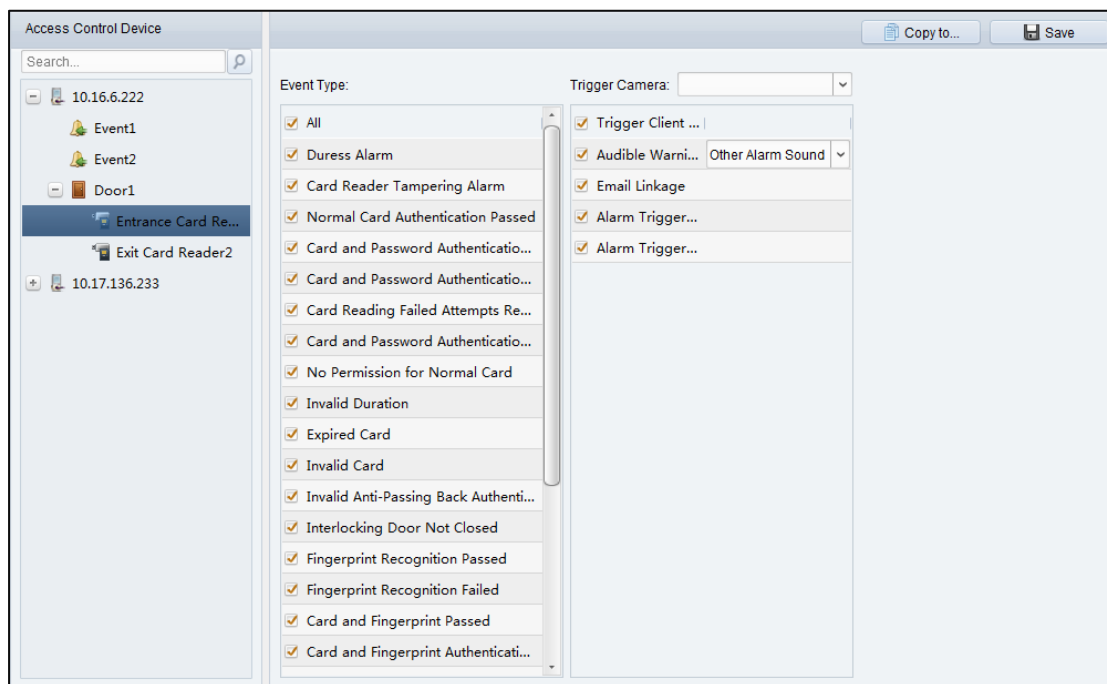 Access Control Device
Copy to...
Save
Search...
10.16.6.222
Event1
Event2
Door1
Entrance Card Re...
Exit Card Reader2
10.17.136.233
Event Type:
All
Duress Alarm
Card Reader Tampering Alarm
Normal Card Authentication Passed
Card and Password Authenticatio...
Card and Password Authenticatio...
Card Reading Failed Attempts Re...
Card and Password Authenticatio...
No Permission for Normal Card
Invalid Duration
Expired Card
Invalid Card
Invalid Anti-Passing Back Authenti...
Interlocking Door Not Closed
Fingerprint Recognition Passed
Fingerprint Recognition Failed
Card and Fingerprint Passed
Card and Fingerprint Authenticati...
Trigger Camera:
Trigger Client ...
Audible Warni... Other Alarm Sound
Email Linkage
Alarm Trigger...
Alarm Trigger...